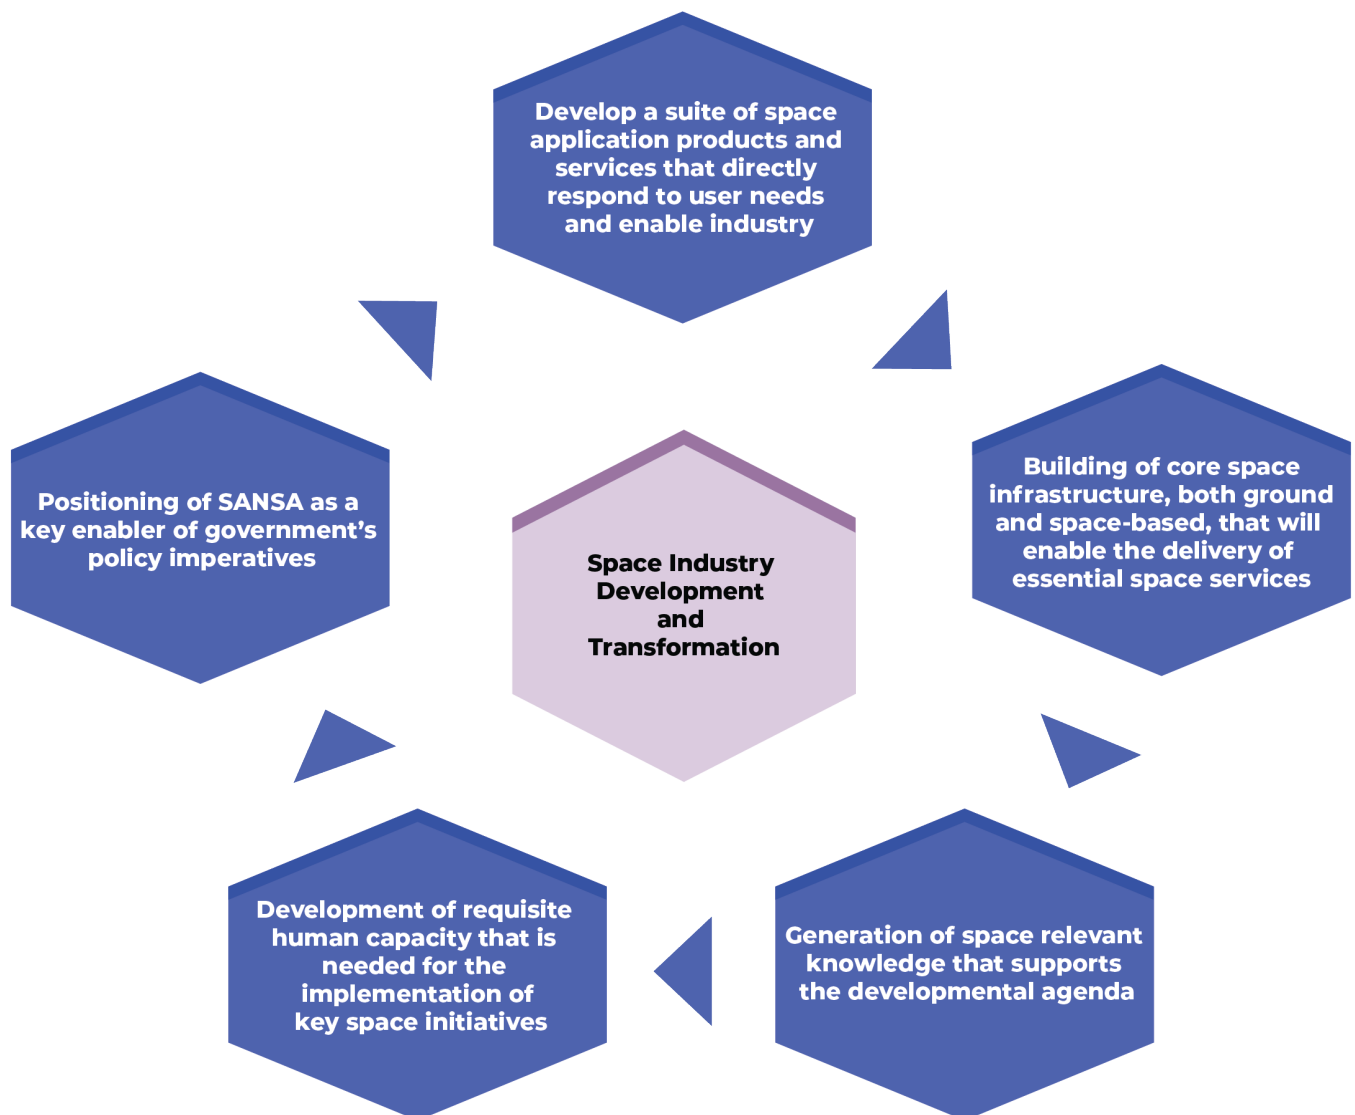 Develop a suite of space
application products and
services that directly
respond to user needs
and enable industry
Building of core space
infrastructure, both ground
and space-based, that will
enable the delivery of
essential space services
Generation of space relevant
knowledge that supports
the developmental agenda
Development of requisite
human capacity that is
needed for the
implementation of
key space initiatives
Positioning of SANSA as a
key enabler of government’s
policy imperatives
Space Industry
Development
and
Transformation